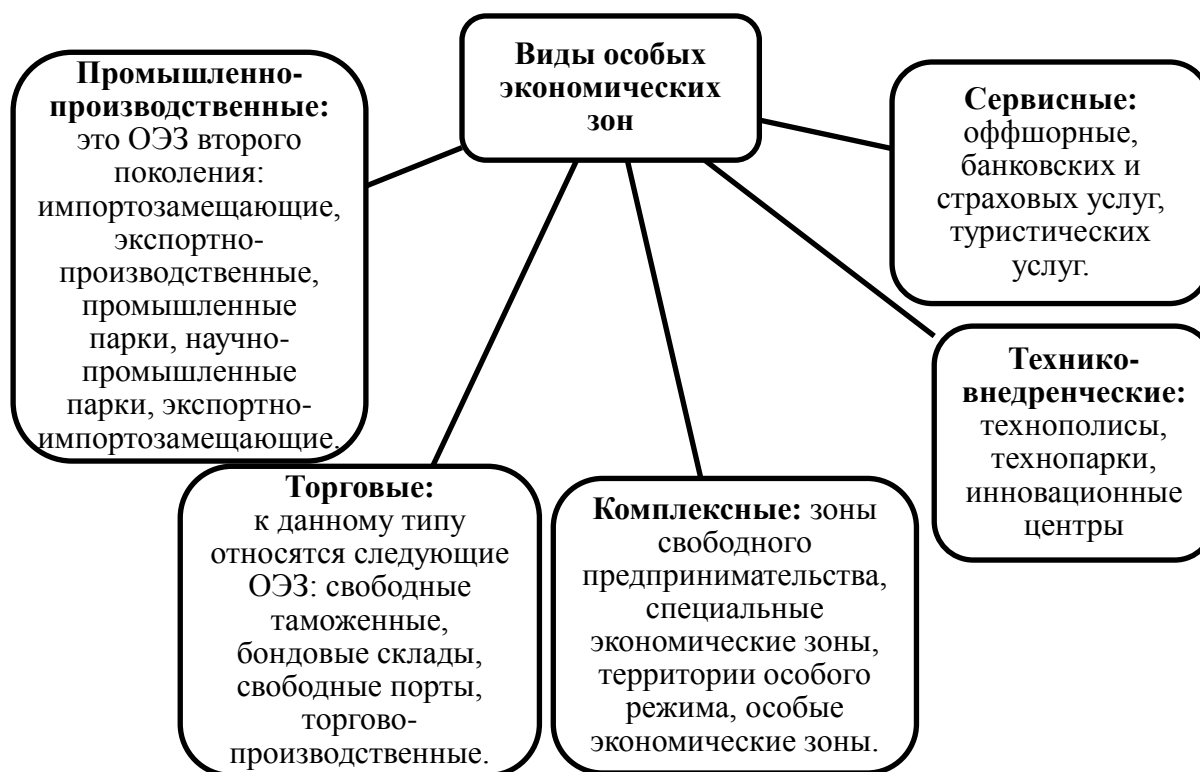 Виды особых
экономических
зон
Промышленно-
производственные:
это ОЭЗ второго
поколения:
импортозамещающие,
экспортно-
производственные,
промышленные
парки, научно-
промышленные
парки, экспортно-
импортозамещающие.
Торговые:
к данному типу
относятся следующие
ОЭЗ: свободные
таможенные,
бондовые склады,
свободные порты,
торгово-
производственные.
Комплексные: зоны
свободного
предпринимательства,
специальные
экономические зоны,
территории особого
режима, особые
экономические зоны.
Технико-
внедренческие:
технополисы,
технопарки,
инновационные
центры
Сервисные:
оффшорные,
банковских и
страховых услуг,
туристических
услуг.